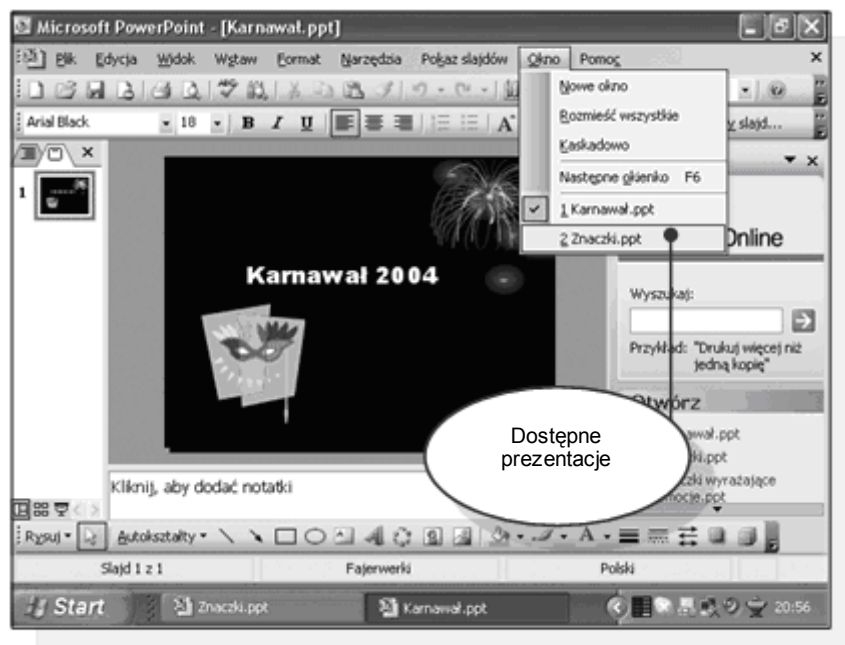 Microsoft PowerPoint - [Karnawał.ppt]
Plik Edycja Widok Wstaw Format Narzędzia Pokaz slajdów Okno Pomoc
Arial Black 18 B I U A slajd...
Nowe okno
Rozmieść wszystkie
Kaskadowo
Następne okienko F6
1 Karnawał.ppt
2 Znaczki.ppt
1
Karnawał 2004
Online
Wyszukaj:
Przykład: "Drukuj więcej niż
jedną kopię"
Otwórz
wyrażające
Dostępne
prezentacje
Kliknij, aby dodać notatki
Rysuj Autokształty A
Slajd 1 z 1 Fajerwerki Polski
Start Znaczki.ppt Karnawał.ppt 20:56